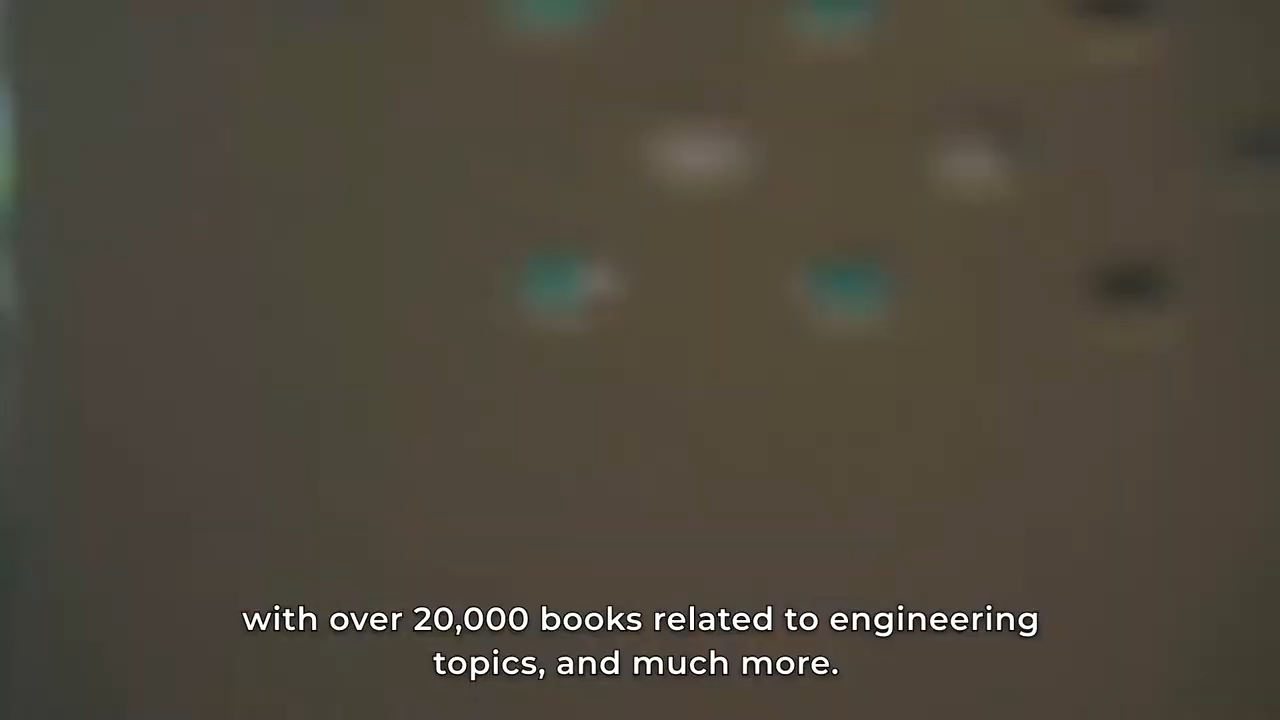 with over 20,000 books related to engineering
topics, and much more.